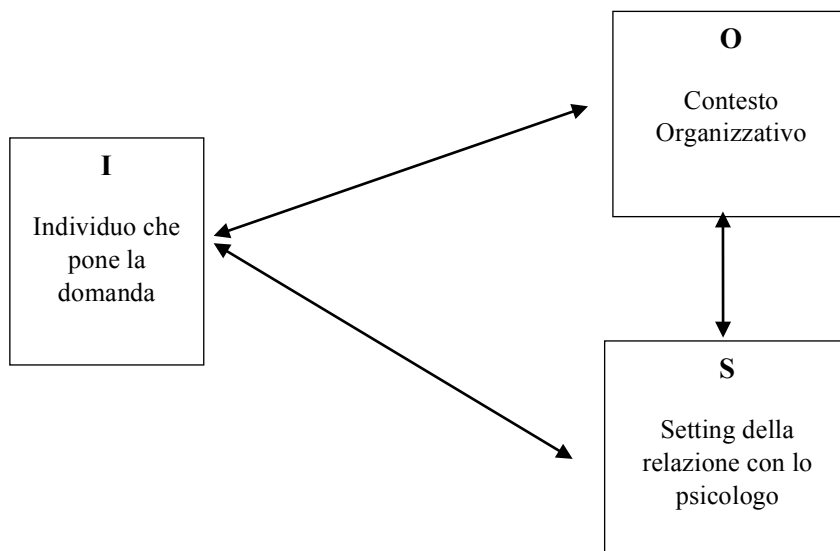 I
Individuo che
pone la
domanda
O
Contesto
Organizzativo
S
Setting della
relazione con lo
psicologo